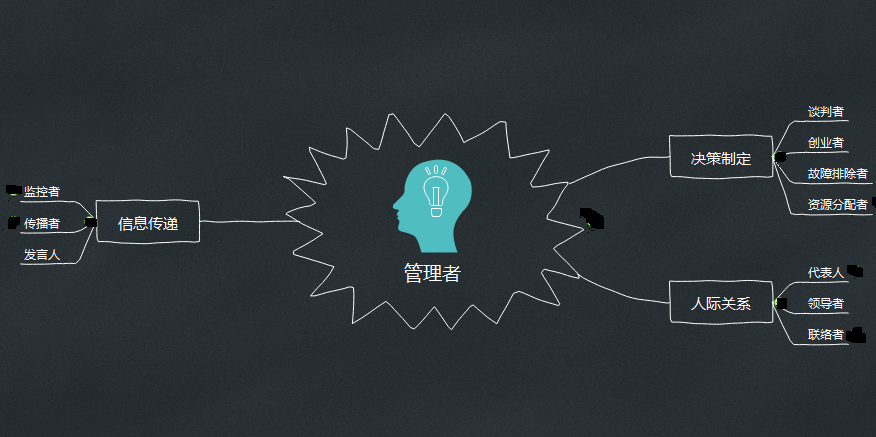 管理者
决策制定
谈判者
创业者
故障排除者
资源分配者
人际关系
代表人
领导者
联络者
信息传递
监控者
传播者
发言人